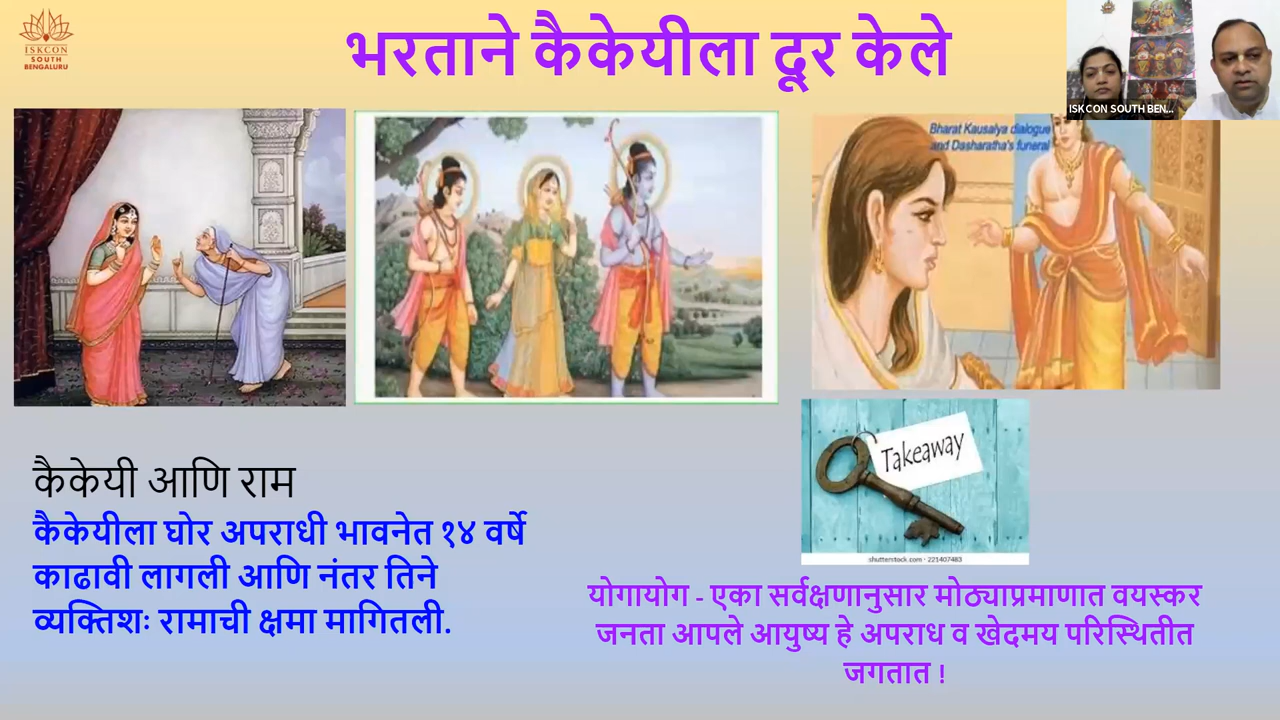 ISKCON
SOUTH
BENGALURU
भरताने कैकेयीला दूर केले
ISKCON SOUTH BEN...
Bharat Kausalya dialogue
and Dasharatha's funeral
Takeaway
shutterstock.com · 221407483
कैकेयी आणि राम
कैकेयीला घोर अपराधी भावनेत १४ वर्षे
काढावी लागली आणि नंतर तिने
व्यक्तिशः रामाची क्षमा मागितली.
योगायोग - एका सर्वक्षणानुसार मोठ्याप्रमाणात वयस्कर
जनता आपले आयुष्य हे अपराध व खेदमय परिस्थितीत
जगतात !